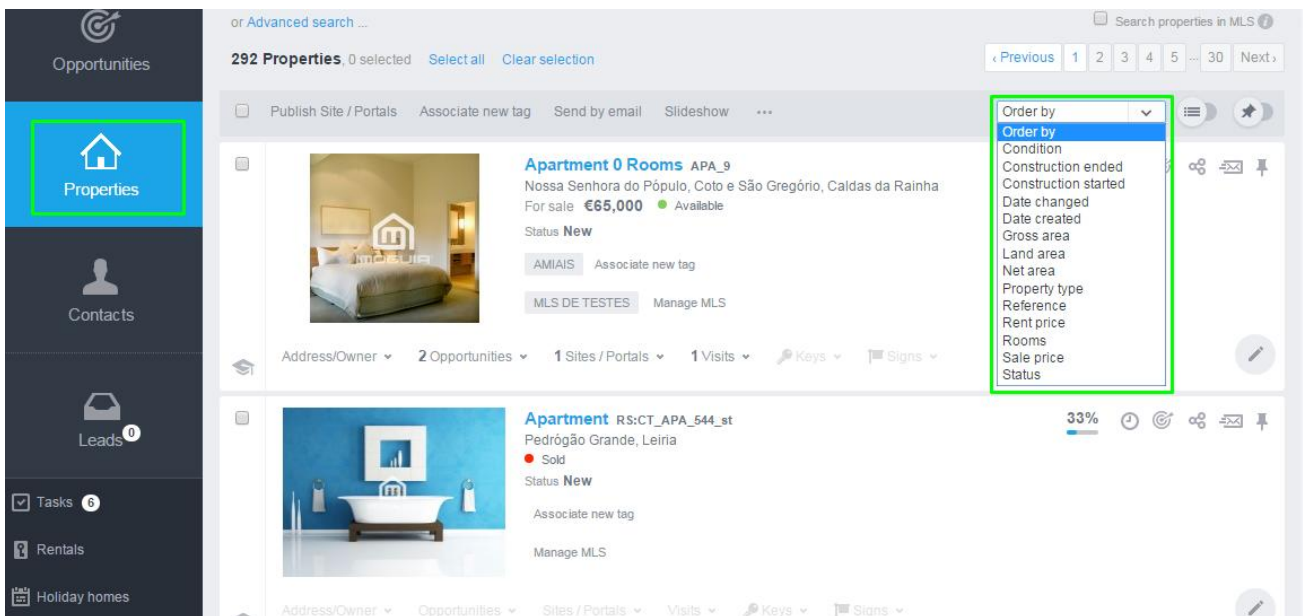 Opportunities
Properties
Contacts
Leads 0
Tasks 6
Rentals
Holiday homes
or Advanced search ...
Search properties in MLS
292 Properties, 0 selected Select all Clear selection
‹ Previous 1 2 3 4 5 ... 30 Next ›
Publish Site / Portals Associate new tag Send by email Slideshow ...
Order by
Order by
Condition
Construction ended
Construction started
Date changed
Date created
Gross area
Land area
Net area
Property type
Reference
Rent price
Rooms
Sale price
Status
Apartment 0 Rooms APA_9
Nossa Senhora do Pópulo, Coto e São Gregório, Caldas da Rainha
For sale €65,000 Available
Status New
AMIAIS Associate new tag
MLS DE TESTES Manage MLS
Address/Owner 2 Opportunities 1 Sites / Portals 1 Visits Keys Signs
Apartment RS:CT_APA_544_st
33%
Pedrógão Grande, Leiria
Sold
Status New
Associate new tag
Manage MLS
Address/Owner Opportunities Sites / Portals Visits Keys Signs